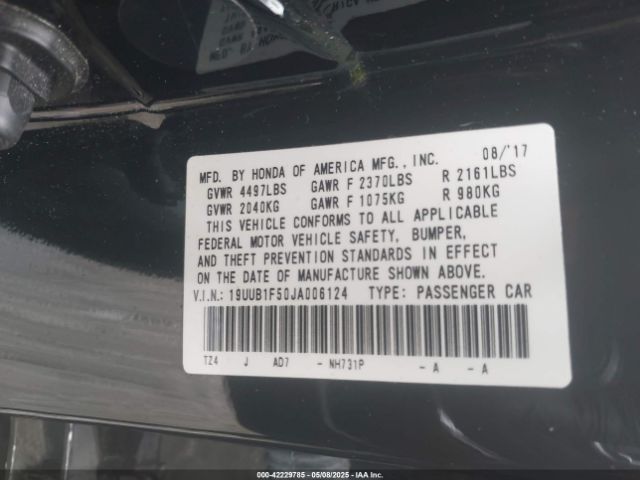 MFD. BY HONDA OF AMERICA MFG., INC. 08/'17
GVWR 4497LBS GAWR F 2370LBS R 2161LBS
GVWR 2040KG GAWR F 1075KG R 980KG
THIS VEHICLE CONFORMS TO ALL APPLICABLE
FEDERAL MOTOR VEHICLE SAFETY, BUMPER,
AND THEFT PREVENTION STANDARDS IN EFFECT
ON THE DATE OF MANUFACTURE SHOWN ABOVE.
V.I.N.: 19UUB1F50JA006124 TYPE: PASSENGER CAR
TZ4 J AD7 - NH731P - A - A
000-42229785 - 05/08/2025 - IAA Inc.